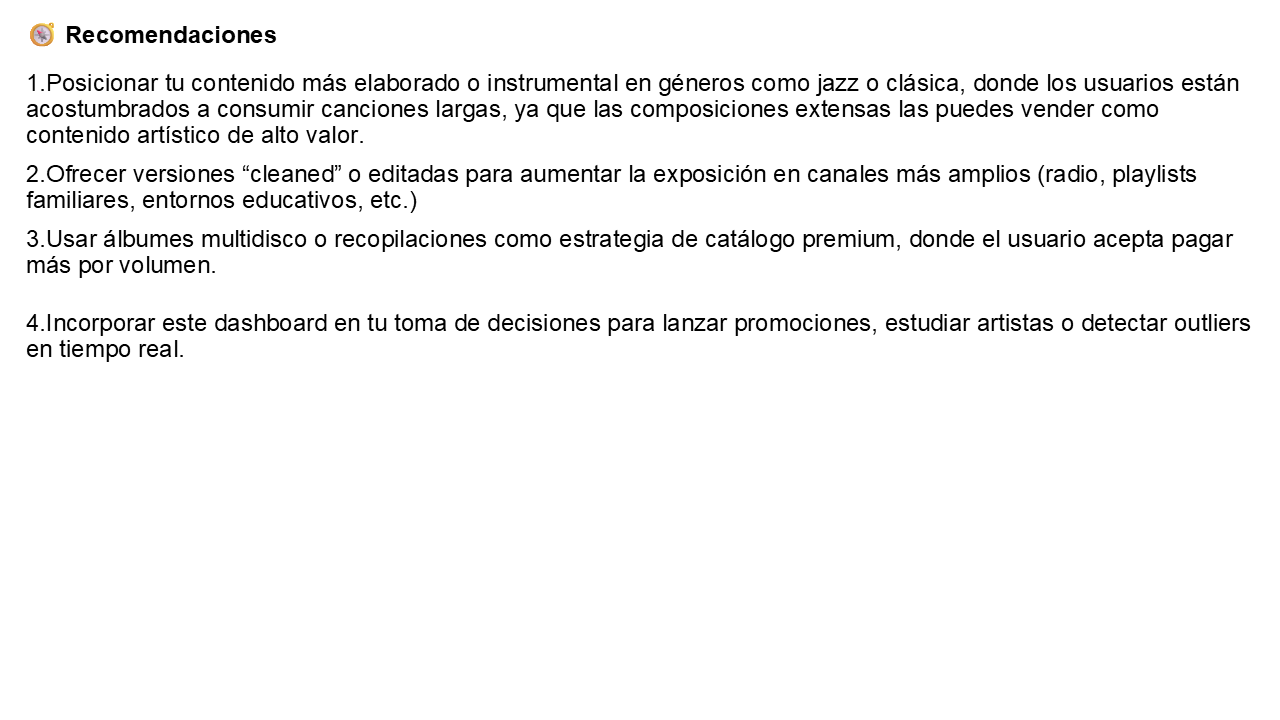 Recomendaciones
1.Posicionar tu contenido más elaborado o instrumental en géneros como jazz o clásica, donde los usuarios están
acostumbrados a consumir canciones largas, ya que las composiciones extensas las puedes vender como
contenido artístico de alto valor.
2.Ofrecer versiones “cleaned” o editadas para aumentar la exposición en canales más amplios (radio, playlists
familiares, entornos educativos, etc.)
3.Usar álbumes multidisco o recopilaciones como estrategia de catálogo premium, donde el usuario acepta pagar
más por volumen.
4.Incorporar este dashboard en tu toma de decisiones para lanzar promociones, estudiar artistas o detectar outliers
en tiempo real.